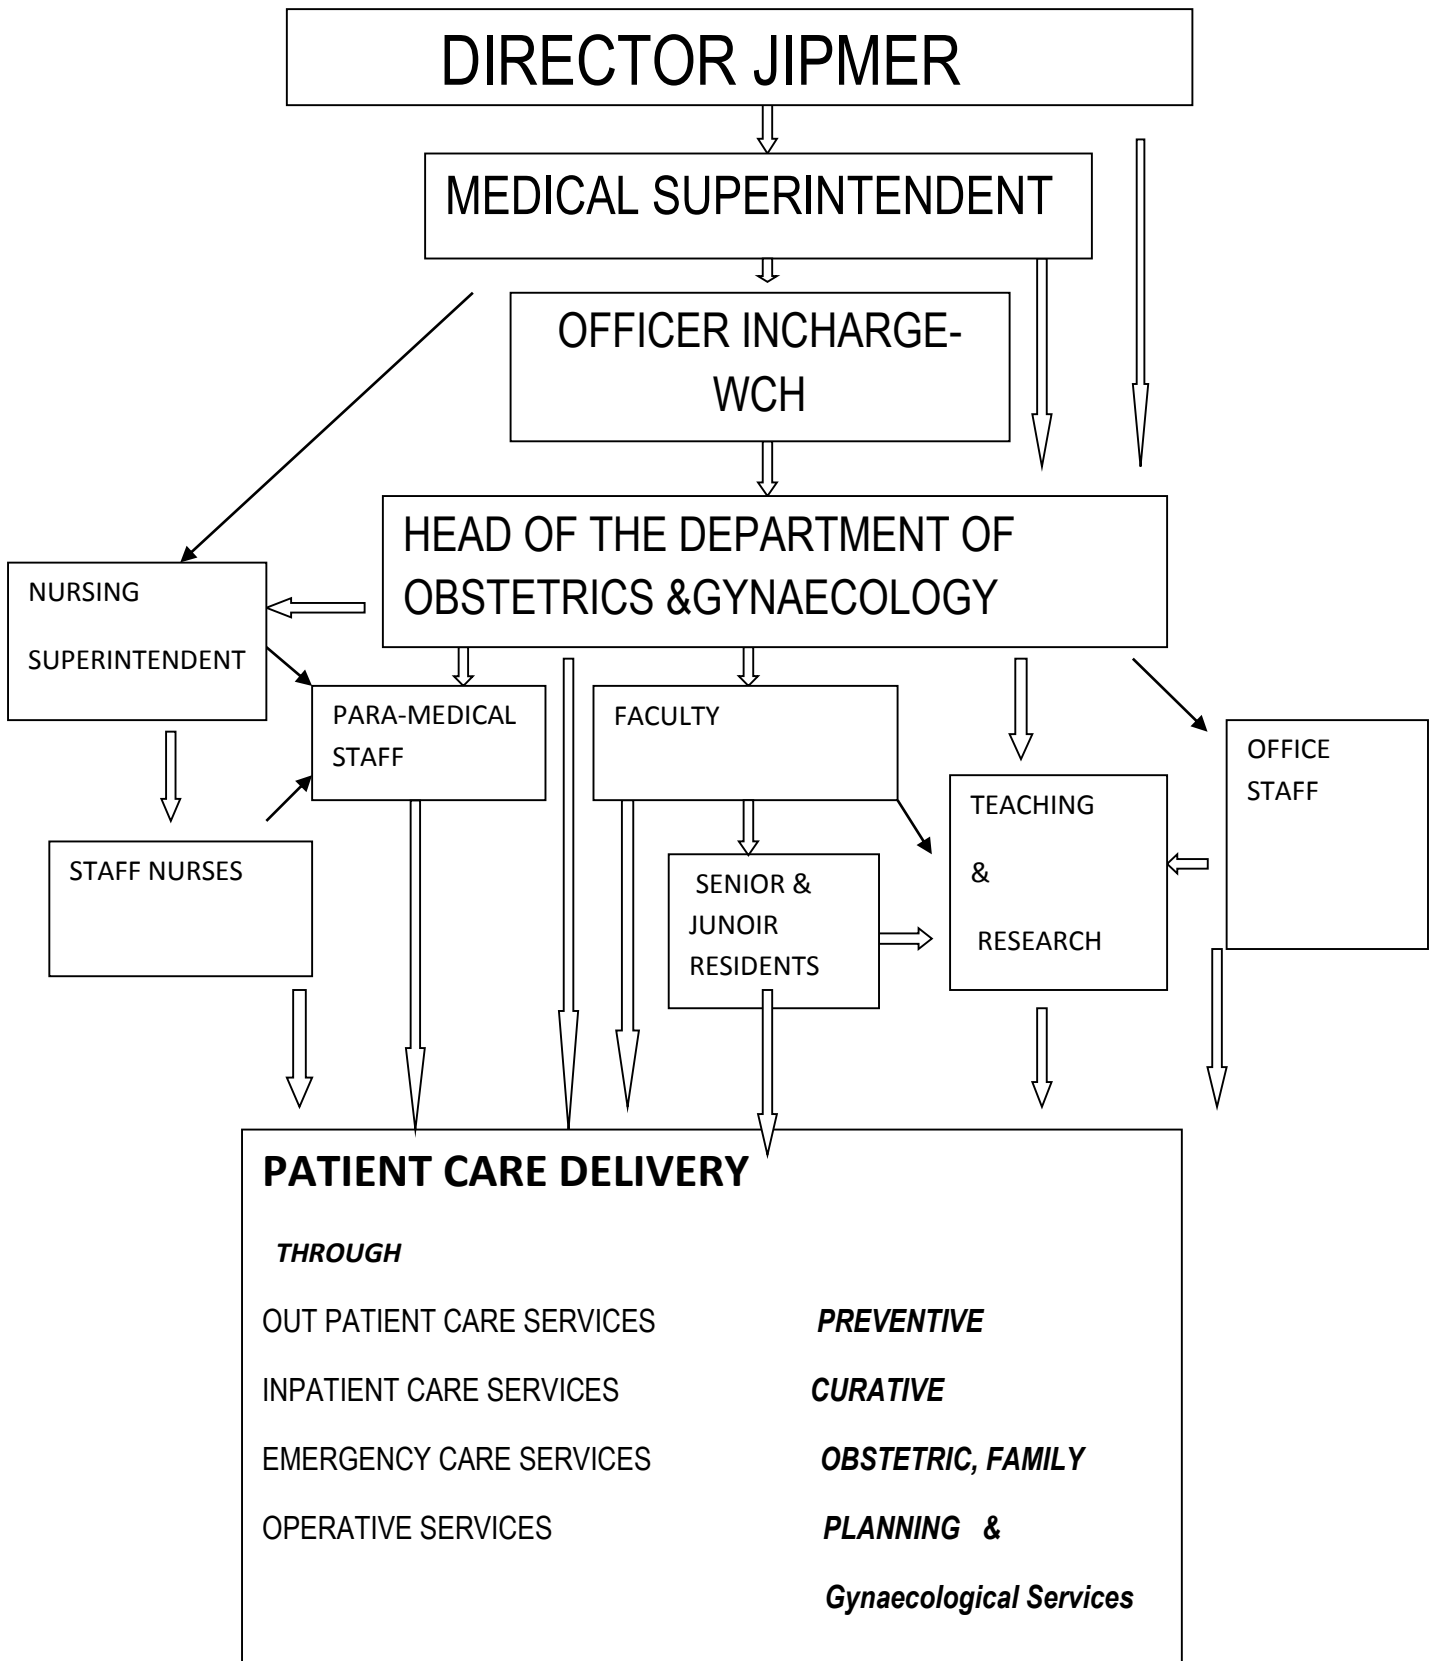 DIRECTOR JIPMER
MEDICAL SUPERINTENDENT
OFFICER INCHARGE-
WCH
HEAD OF THE DEPARTMENT OF
OBSTETRICS &GYNAECOLOGY
NURSING
SUPERINTENDENT
PARA-MEDICAL
STAFF
FACULTY
OFFICE
STAFF
TEACHING
&
RESEARCH
STAFF NURSES
SENIOR &
JUNOIR
RESIDENTS
PATIENT CARE DELIVERY
THROUGH
OUT PATIENT CARE SERVICES PREVENTIVE
INPATIENT CARE SERVICES CURATIVE
EMERGENCY CARE SERVICES OBSTETRIC, FAMILY
OPERATIVE SERVICES PLANNING &
Gynaecological Services